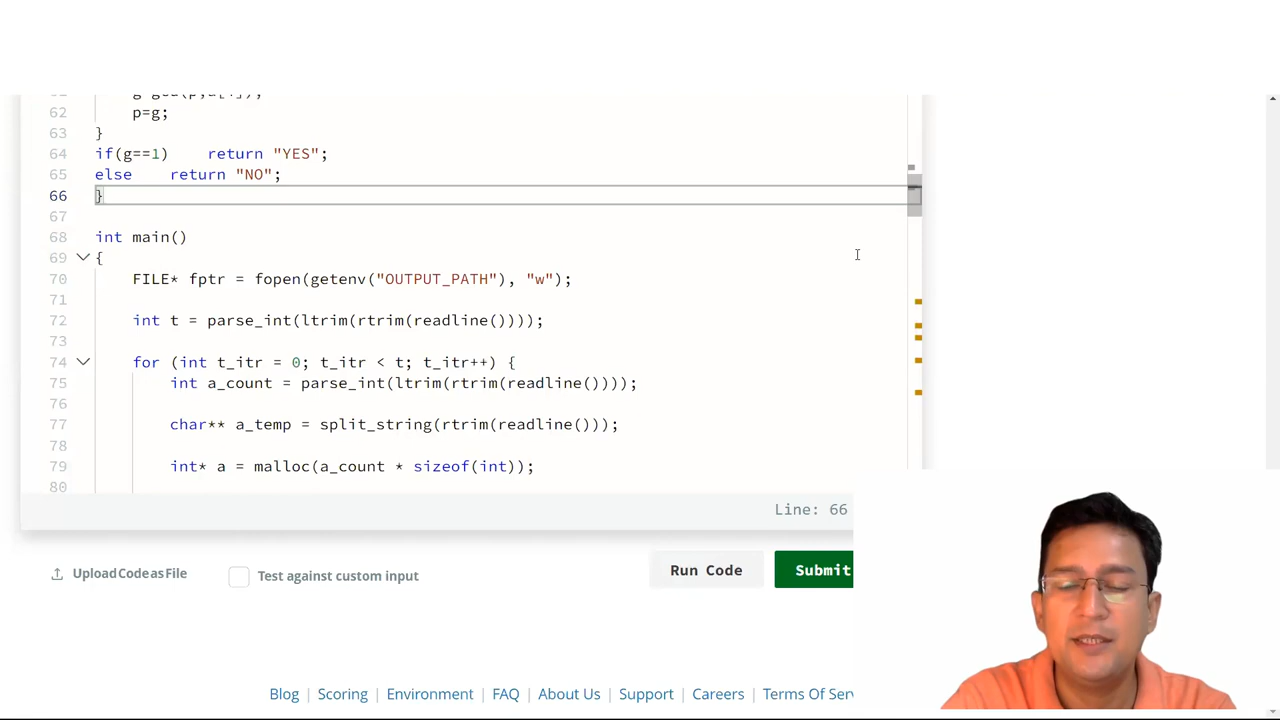 62 p=g;
63 }
64 if(g==1) return "YES";
65 else return "NO";
66 }
67
68 int main()
69 {
70 FILE* fptr = fopen(getenv("OUTPUT_PATH"), "w");
71
72 int t = parse_int(ltrim(rtrim(readline())));
73
74 for (int t_itr = 0; t_itr < t; t_itr++) {
75 int a_count = parse_int(ltrim(rtrim(readline())));
76
77 char** a_temp = split_string(rtrim(readline()));
78
79 int* a = malloc(a_count * sizeof(int));
80
Line: 66
Upload Code as File Test against custom input Run Code Submit
Blog | Scoring | Environment | FAQ | About Us | Support | Careers | Terms Of Serv